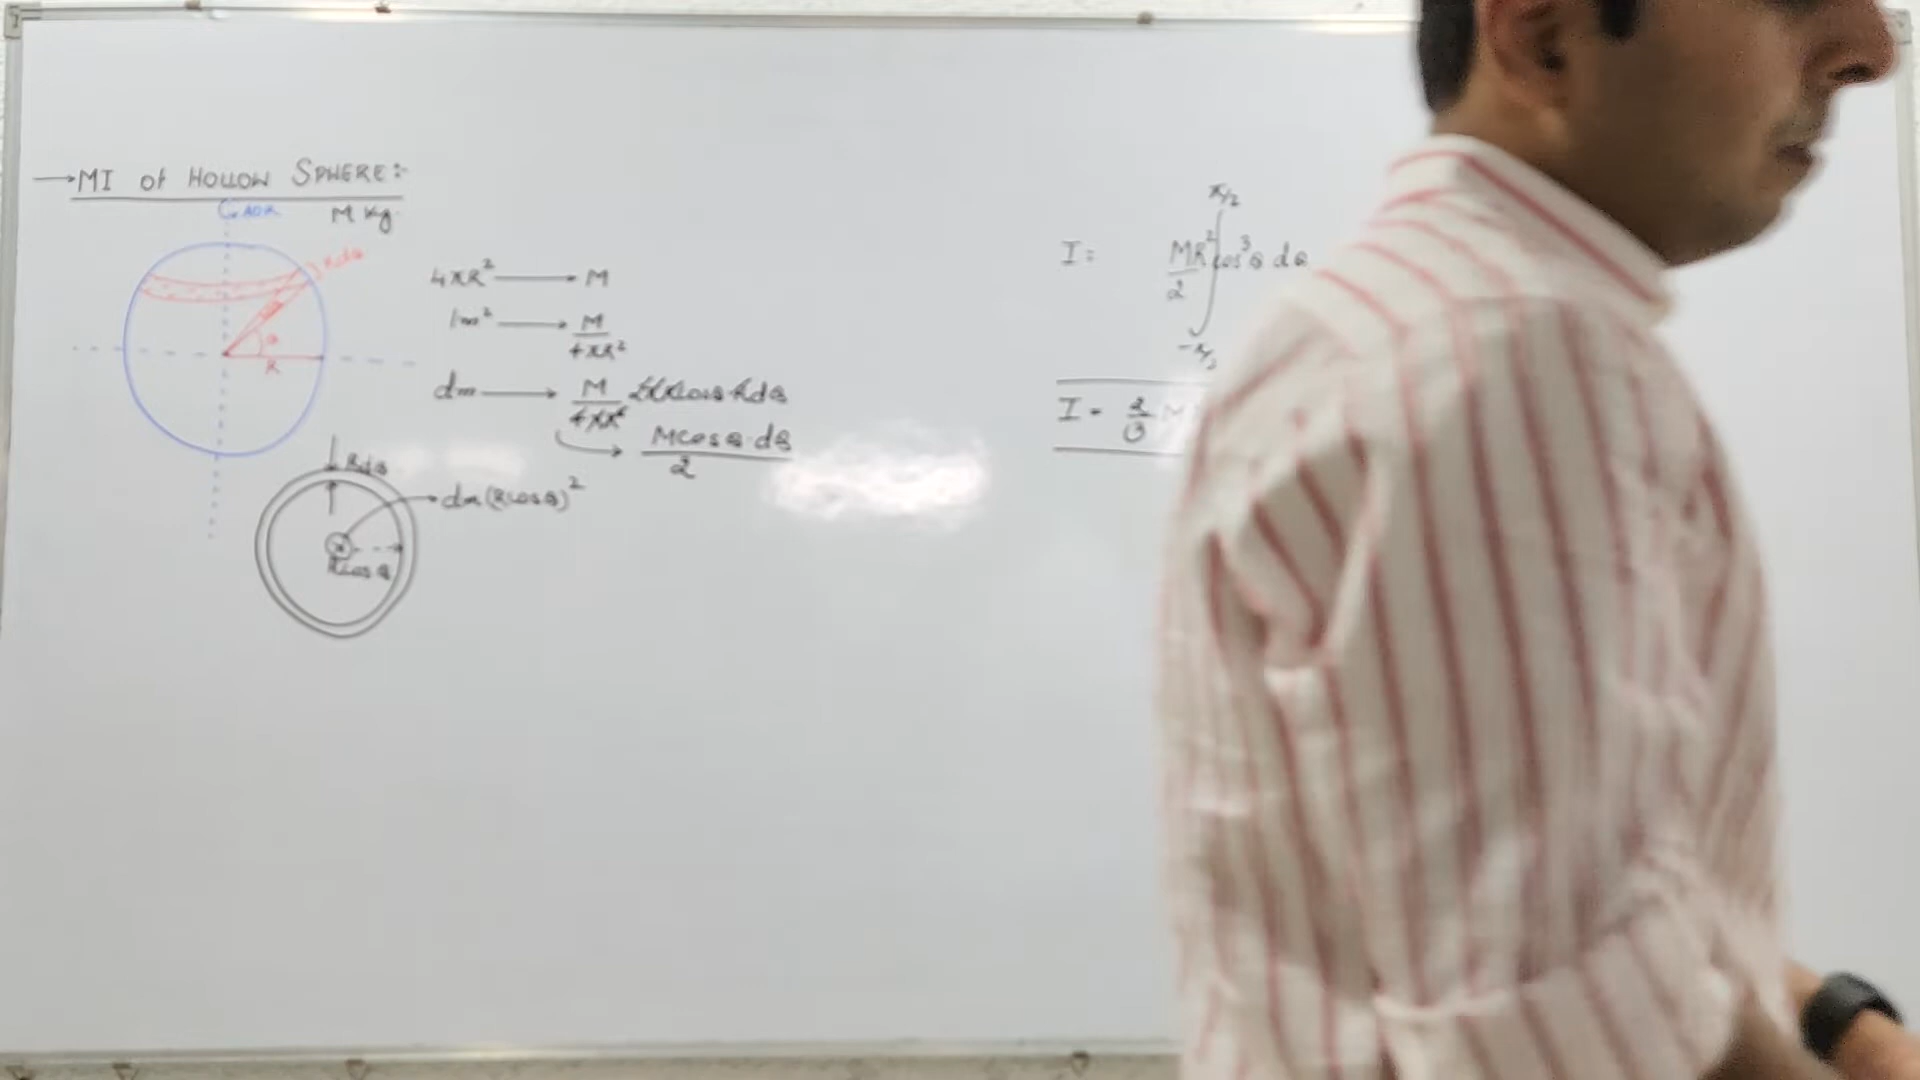 →MI of HOLLOW SPHERE:-
AOR
M Kg.
Rdθ
θ
R
4πR² → M
1m² → M/4πR²
dm → M/4πR² 2πRcosθ Rdθ
Mcosθ.dθ/2
Rdθ
dm(Rcosθ)²
Rcosθ
π/2
I = MR²/2 ∫cos³θ dθ
-π/2
I = 2/3 M